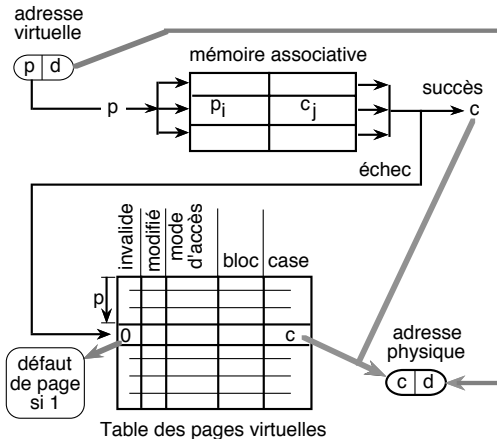 adresse
virtuelle
p d
mémoire associative
p
pi cj
succès
c
échec
invalide
modifié
mode
d'accès
bloc
case
p
0
c
défaut
de page
si 1
adresse
physique
c d
Table des pages virtuelles